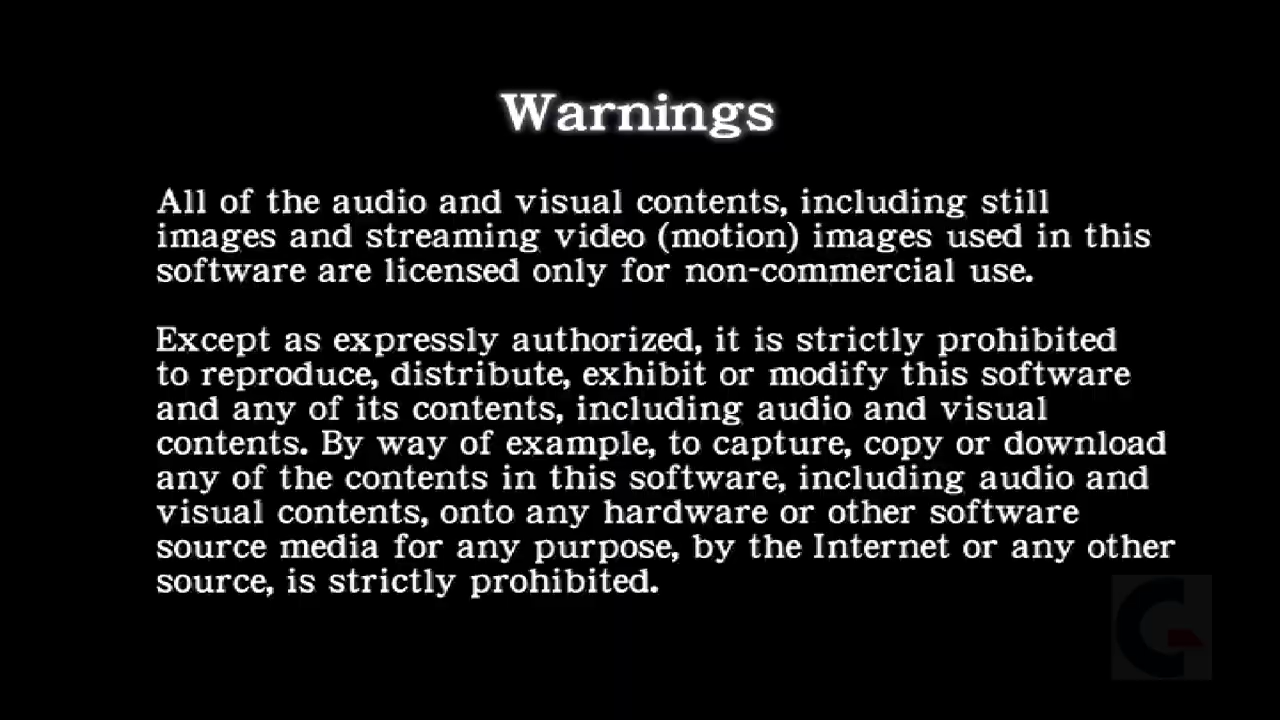 Warnings
All of the audio and visual contents, including still
images and streaming video (motion) images used in this
software are licensed only for non-commercial use.
Except as expressly authorized, it is strictly prohibited
to reproduce, distribute, exhibit or modify this software
and any of its contents, including audio and visual
contents. By way of example, to capture, copy or download
any of the contents in this software, including audio and
visual contents, onto any hardware or other software
source media for any purpose, by the Internet or any other
source, is strictly prohibited.